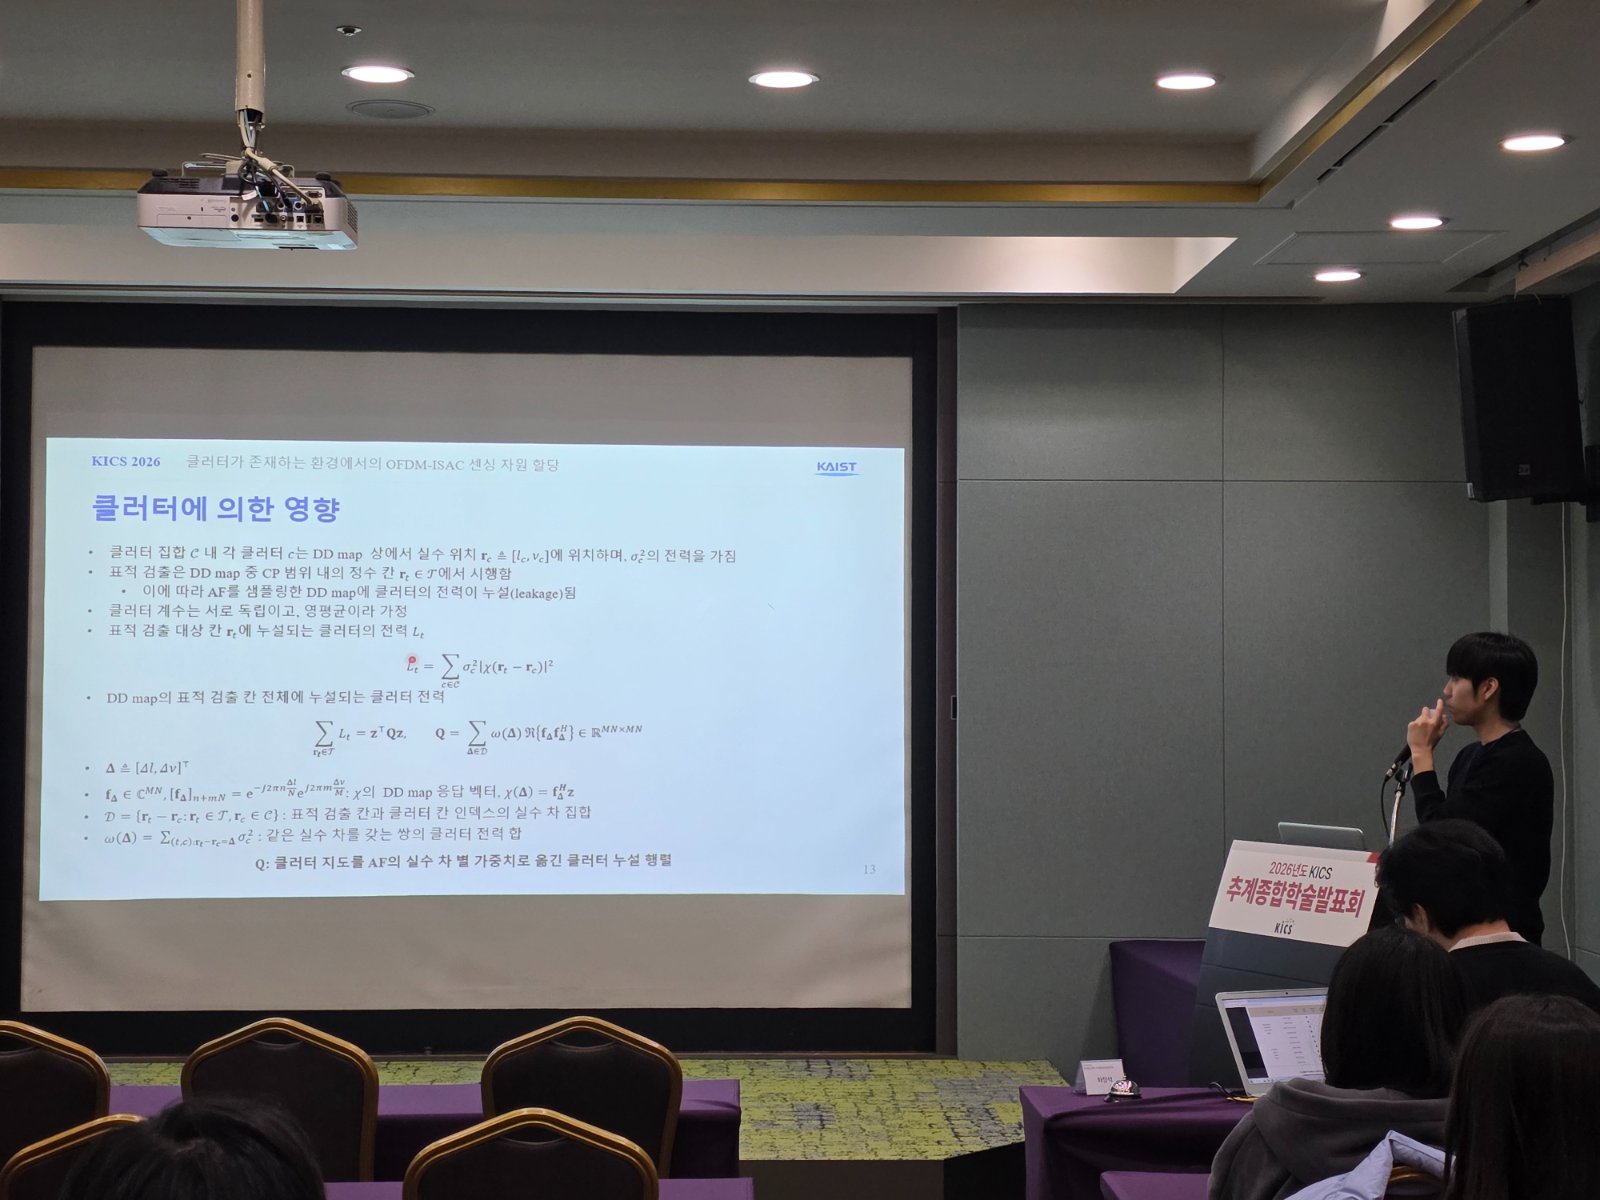 KICS 2026 클러터가 존재하는 환경에서의 OFDM-ISAC 센싱 자원 할당
KAIST
클러터에 의한 영향
• 클러터 집합 𝒞 내 각 클러터 c는 DD map 상에서 실수 위치 r_c ≜ [l_c, ν_c]에 위치하며, σ_c²의 전력을 가짐
• 표적 검출은 DD map 중 CP 범위 내의 정수 칸 r_t ∈ 𝒯에서 시행함
• 이에 따라 AF를 샘플링한 DD map에 클러터의 전력이 누설(leakage)됨
• 클러터 계수는 서로 독립이고, 영평균이라 가정
• 표적 검출 대상 칸 r_t에 누설되는 클러터의 전력 L_t
L_t = ∑_{c∈𝒞} σ_c²|χ(r_t − r_c)|²
• DD map의 표적 검출 칸 전체에 누설되는 클러터 전력
∑_{r_t∈𝒯} L_t = z^⊤Qz, Q = ∑_{Δ∈𝒟} ω(Δ) ℜ{f_Δ f_Δ^H} ∈ ℝ^{MN×MN}
• Δ ≜ [Δl, Δν]^⊤
• f_Δ ∈ ℂ^{MN}, [f_Δ]_{n+mN} = e^{−j2πn Δl/N} e^{j2πm Δν/M}: χ의 DD map 응답 벡터, χ(Δ) = f_Δ^H z
• 𝒟 = {r_t − r_c: r_t ∈ 𝒯, r_c ∈ 𝒞} : 표적 검출 칸과 클러터 칸 인덱스의 실수 차 집합
• ω(Δ) = ∑_{(t,c):r_t−r_c=Δ} σ_c² : 같은 실수 차를 갖는 쌍의 클러터 전력 합
Q: 클러터 지도를 AF의 실수 차 별 가중치로 옮긴 클러터 누설 행렬
13
2026년도 KICS
추계종합학술발표회
KICS